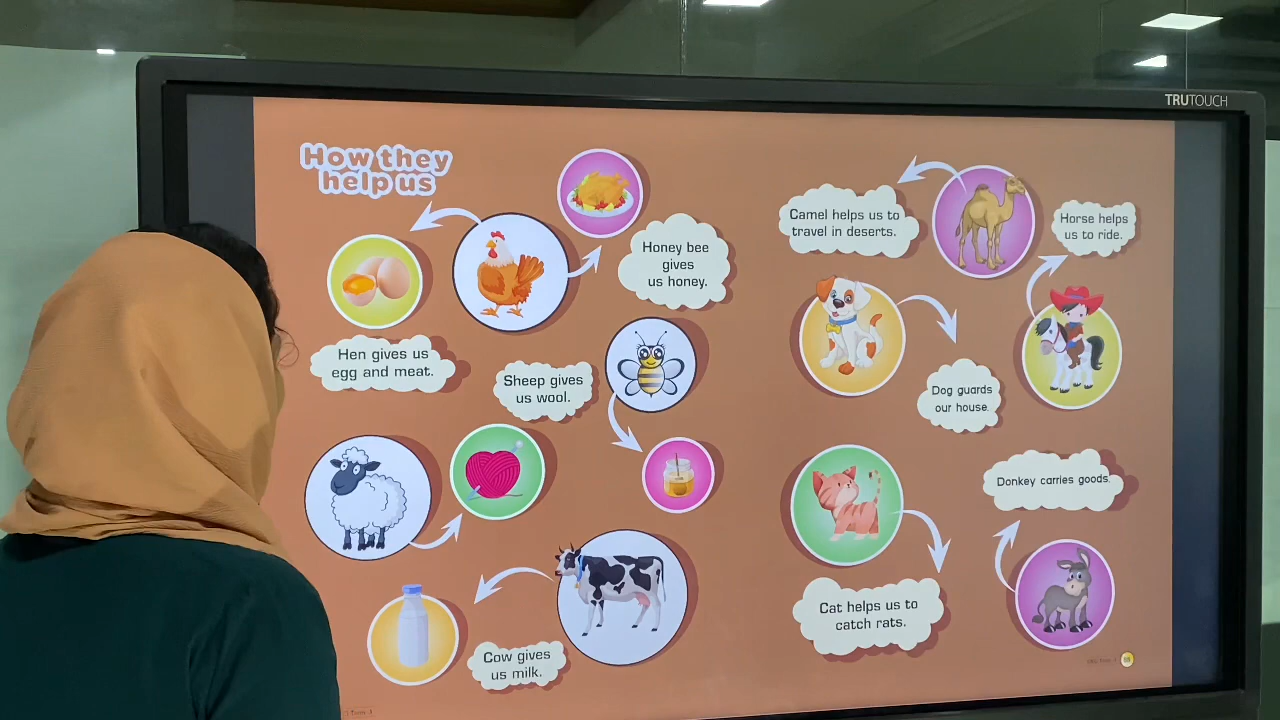 TRUTOUCH
How they
help us
Hen gives us
egg and meat.
Honey bee
gives
us honey.
Sheep gives
us wool.
Cow gives
us milk.
Camel helps us to
travel in deserts.
Horse helps
us to ride.
Dog guards
our house.
Cat helps us to
catch rats.
Donkey carries goods.